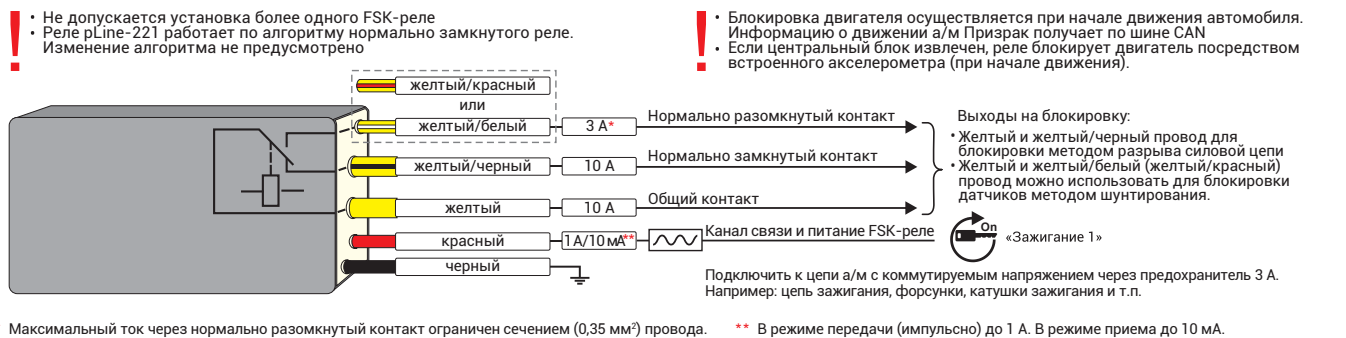 ! • Не допускается установка более одного FSK-реле
• Реле pLine-221 работает по алгоритму нормально замкнутого реле.
Изменение алгоритма не предусмотрено
! • Блокировка двигателя осуществляется при начале движения автомобиля.
Информацию о движении а/м Призрак получает по шине CAN
• Если центральный блок извлечен, реле блокирует двигатель посредством
встроенного акселерометра (при начале движения).
желтый/красный
или
желтый/белый
3 А*
Нормально разомкнутый контакт
желтый/черный
10 А
Нормально замкнутый контакт
желтый
10 А
Общий контакт
красный
1А/10 мА**
Канал связи и питание FSK-реле
On
«Зажигание 1»
черный
Выходы на блокировку:
• Желтый и желтый/черный провод для
блокировки методом разрыва силовой цепи
• Желтый и желтый/белый (желтый/красный)
провод можно использовать для блокировки
датчиков методом шунтирования.
Подключить к цепи а/м с коммутируемым напряжением через предохранитель 3 А.
Например: цепь зажигания, форсунки, катушки зажигания и т.п.
Максимальный ток через нормально разомкнутый контакт ограничен сечением (0,35 мм²) провода.
** В режиме передачи (импульсно) до 1 А. В режиме приема до 10 мА.